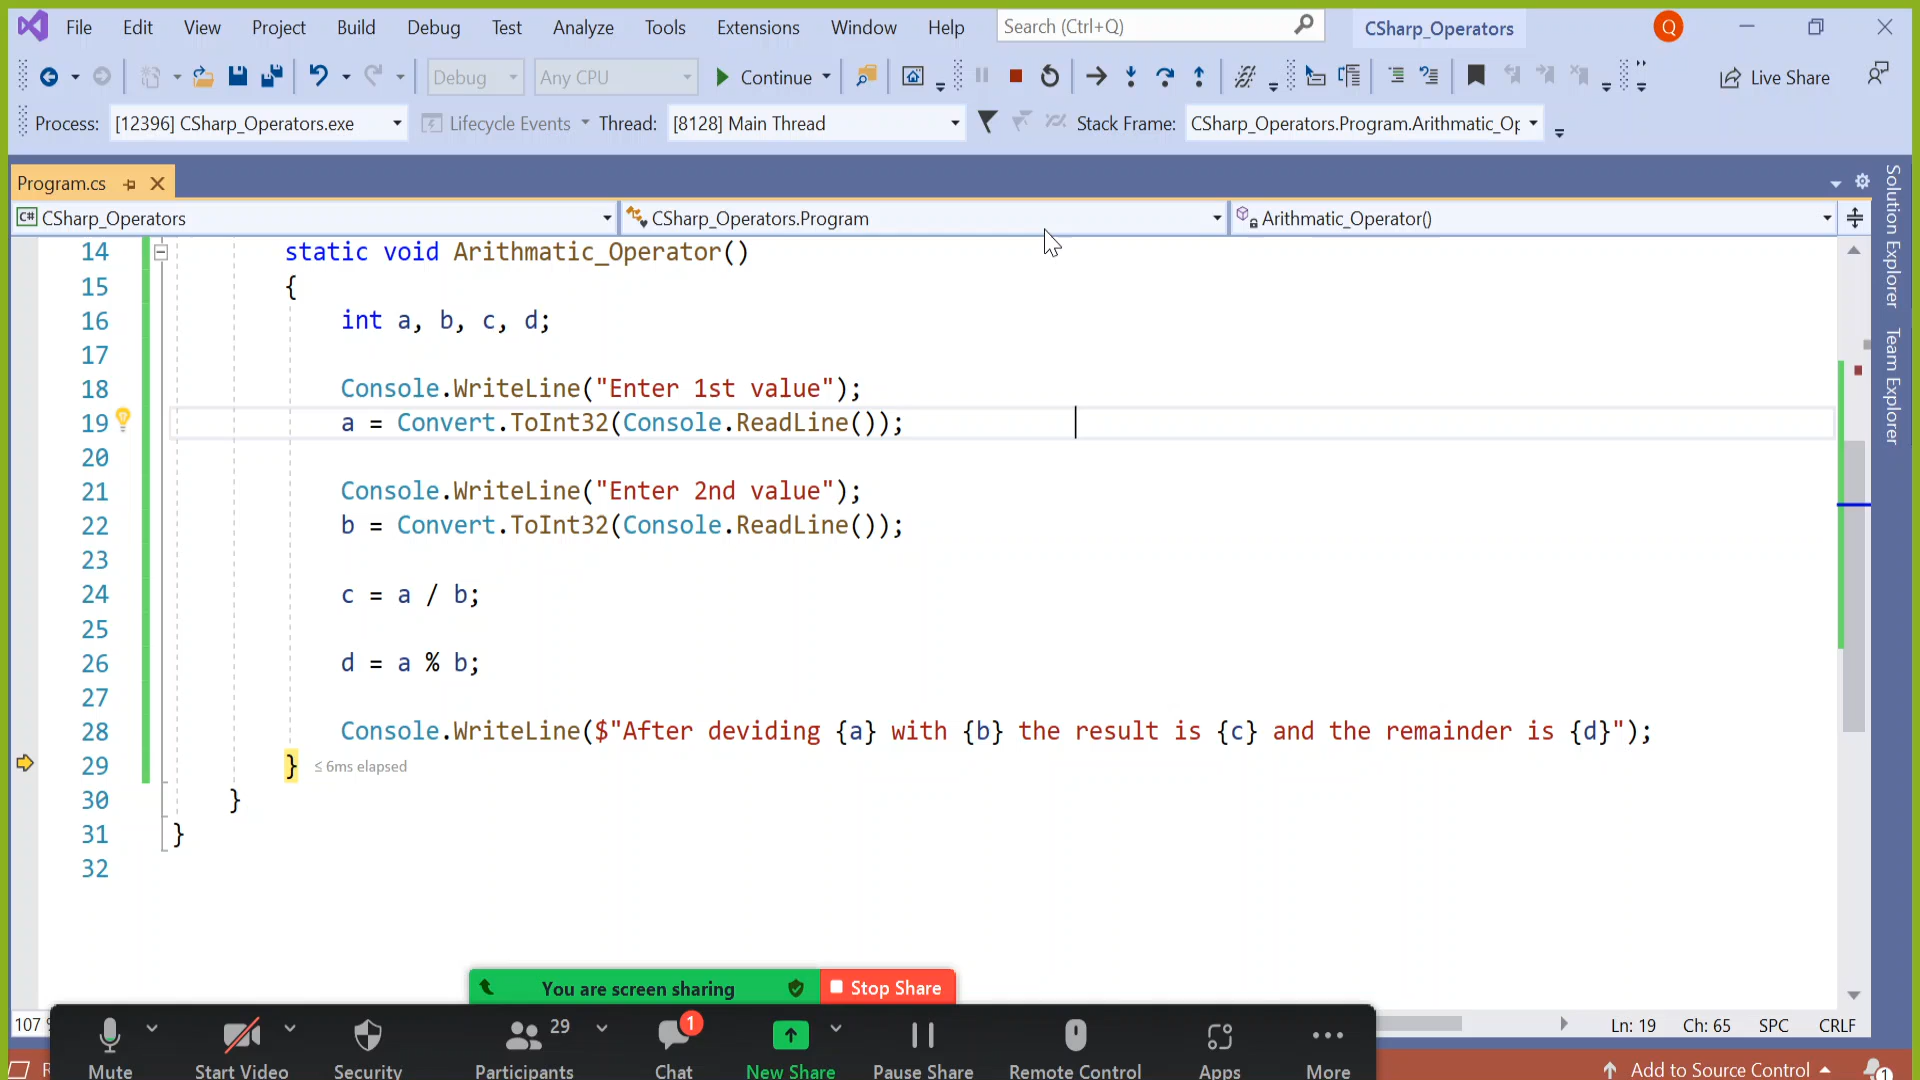 File Edit View Project Build Debug Test Analyze Tools Extensions Window Help Search (Ctrl+Q) CSharp_Operators Q
Debug Any CPU Continue Live Share
Process: [12396] CSharp_Operators.exe Lifecycle Events Thread: [8128] Main Thread Stack Frame: CSharp_Operators.Program.Arithmatic_Op
Program.cs
C# CSharp_Operators CSharp_Operators.Program Arithmatic_Operator()
Solution Explorer
Team Explorer
14 static void Arithmatic_Operator()
15 {
16 int a, b, c, d;
17
18 Console.WriteLine("Enter 1st value");
19 a = Convert.ToInt32(Console.ReadLine());
20
21 Console.WriteLine("Enter 2nd value");
22 b = Convert.ToInt32(Console.ReadLine());
23
24 c = a / b;
25
26 d = a % b;
27
28 Console.WriteLine($"After deviding {a} with {b} the result is {c} and the remainder is {d}");
29 } ≤ 6ms elapsed
30 }
31 }
32
You are screen sharing Stop Share
107 % Ln: 19 Ch: 65 SPC CRLF
29 1
Mute Start Video Security Participants Chat New Share Pause Share Remote Control Apps More
R Add to Source Control 1